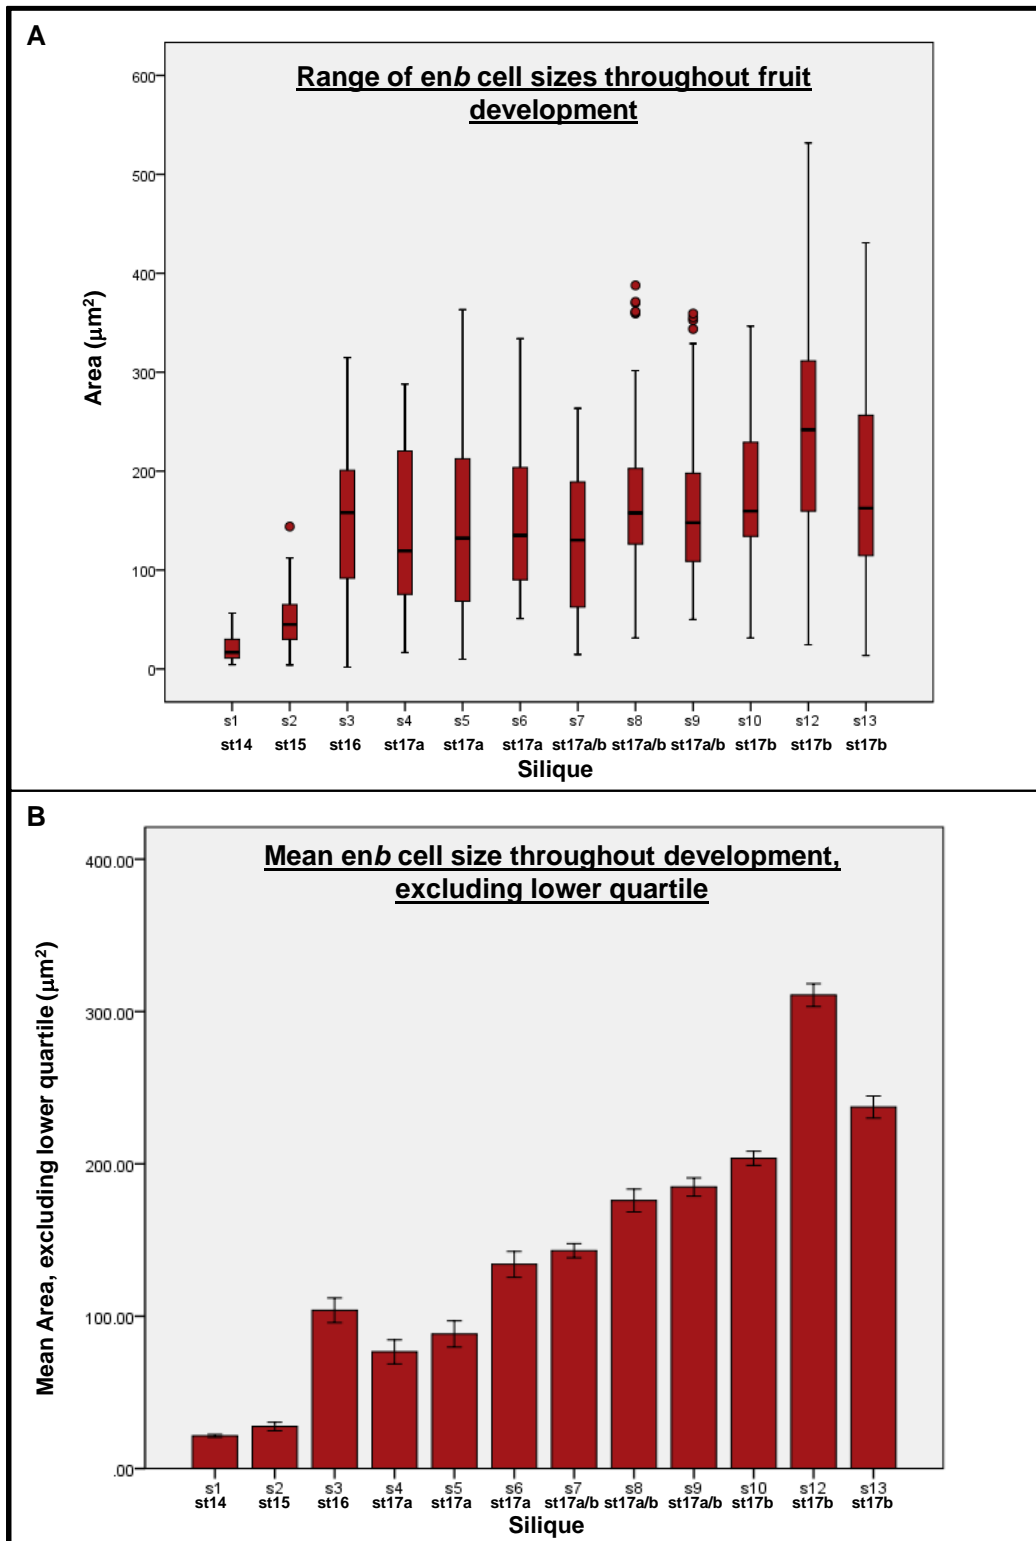 A
Range of enb cell sizes throughout fruit
development
600
500
400
300
200
100
0
Area (µm²)
s1 s2 s3 s4 s5 s6 s7 s8 s9 s10 s12 s13
st14 st15 st16 st17a st17a st17a st17a/b st17a/b st17a/b st17b st17b st17b
Silique
B
Mean enb cell size throughout development,
excluding lower quartile
400.00
300.00
200.00
100.00
.00
Mean Area, excluding lower quartile (µm²)
s1 s2 s3 s4 s5 s6 s7 s8 s9 s10 s12 s13
st14 st15 st16 st17a st17a st17a st17a/b st17a/b st17a/b st17b st17b st17b
Silique